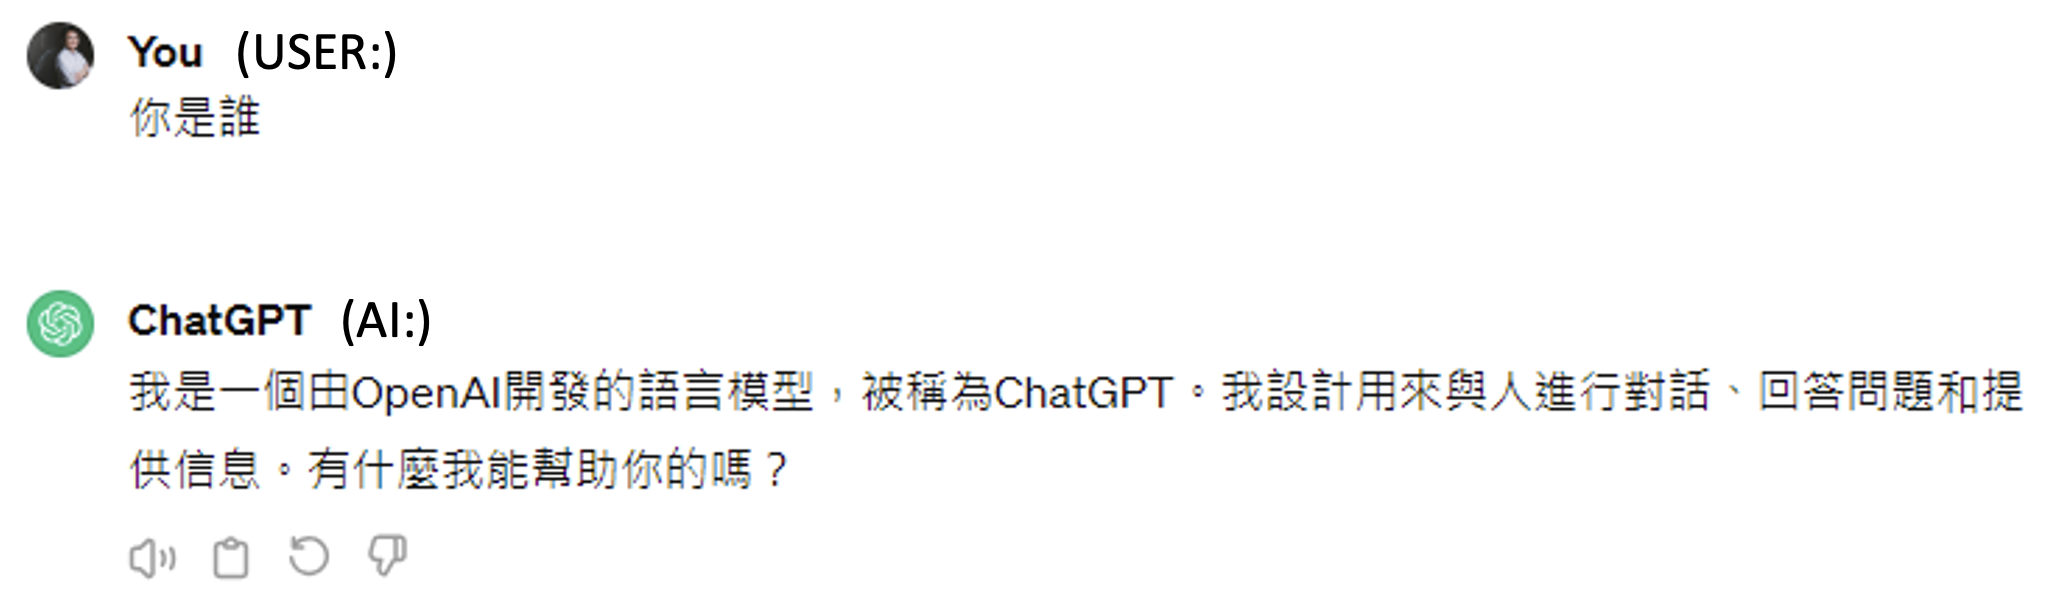 You (USER:)
你是誰
ChatGPT (AI:)
我是一個由OpenAI開發的語言模型，被稱為ChatGPT。我設計用來與人進行對話、回答問題和提
供信息。有什麼我能幫助你的嗎？